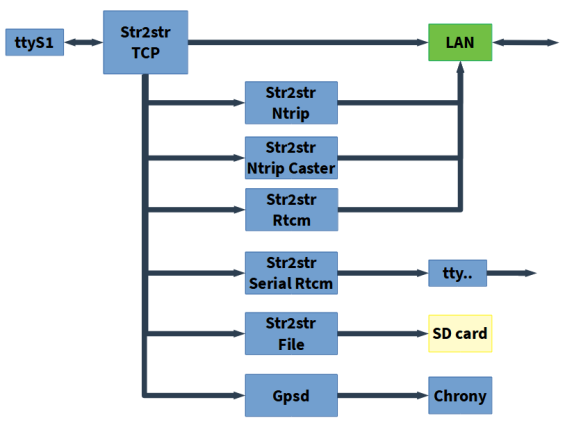 ttyS1
Str2str
TCP
LAN
Str2str
Ntrip
Str2str
Ntrip Caster
Str2str
Rtcm
Str2str
Serial Rtcm
tty..
Str2str
File
SD card
Gpsd
Chrony